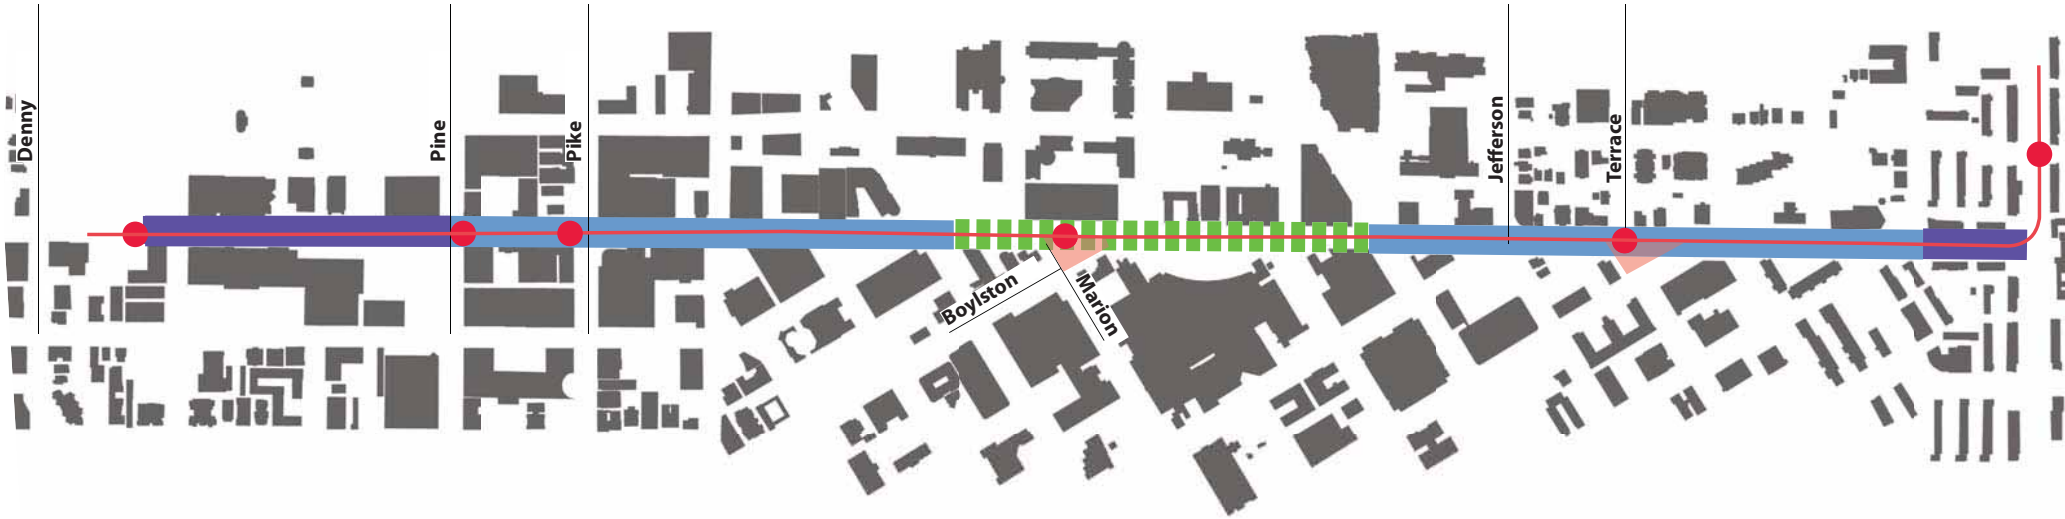 Denny
Pine
Pike
Boylston
Marion
Jefferson
Terrace